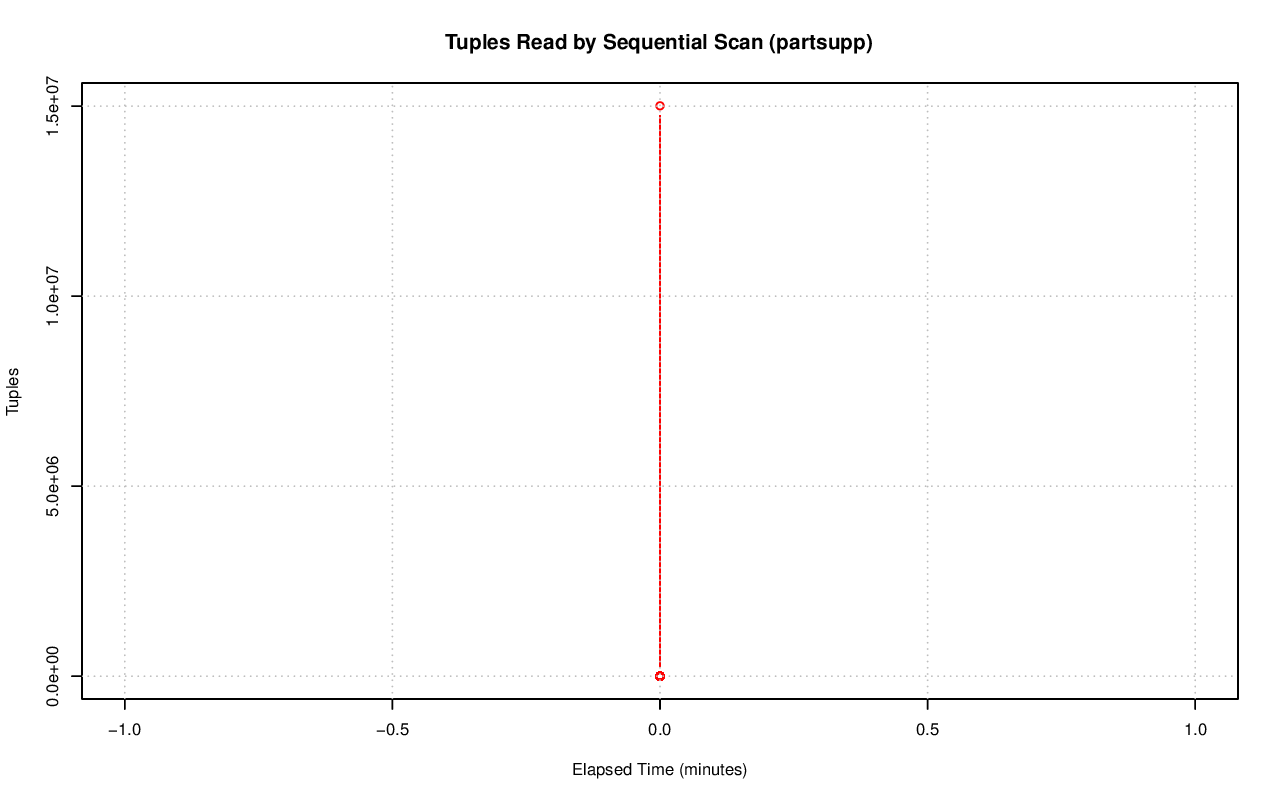 Tuples Read by Sequential Scan (partsupp)
1.5e+07
1.0e+07
5.0e+06
0.0e+00
Tuples
−1.0 −0.5 0.0 0.5 1.0
Elapsed Time (minutes)